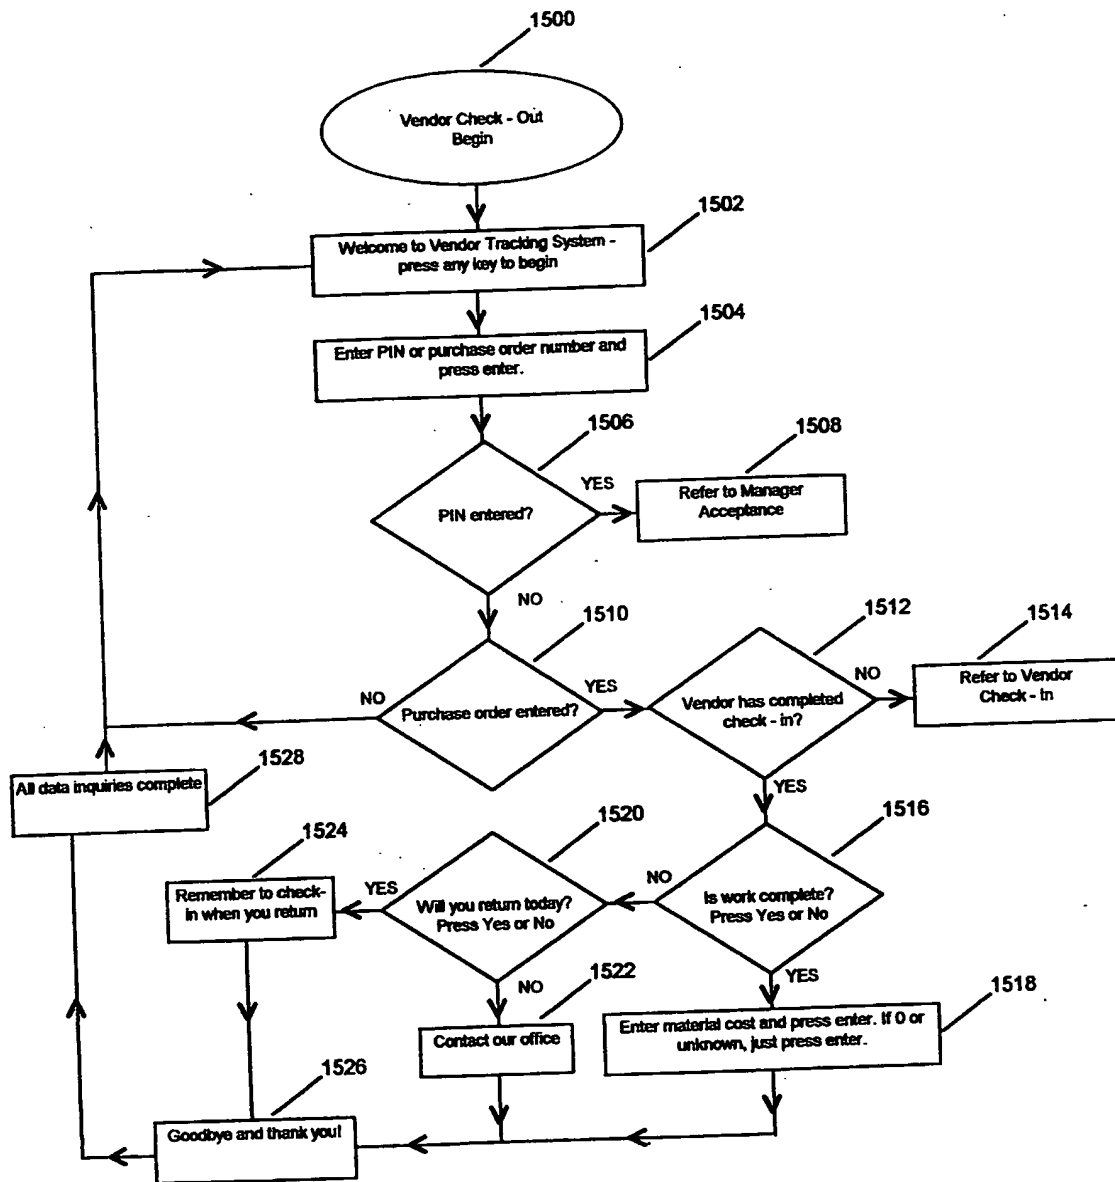 1500
Vendor Check - Out
Begin
1502
Welcome to Vendor Tracking System -
press any key to begin
1504
Enter PIN or purchase order number and
press enter.
1506
PIN entered?
YES
1508
Refer to Manager
Acceptance
NO
1510
Purchase order entered?
NO
YES
1512
Vendor has completed
check - in?
NO
1514
Refer to Vendor
Check - in
YES
1528
All data inquiries complete
1516
Is work complete?
Press Yes or No
NO
1520
Will you return today?
Press Yes or No
YES
1524
Remember to check-
in when you return
NO
1522
Contact our office
YES
1518
Enter material cost and press enter. If 0 or
unknown, just press enter.
1526
Goodbye and thank you!